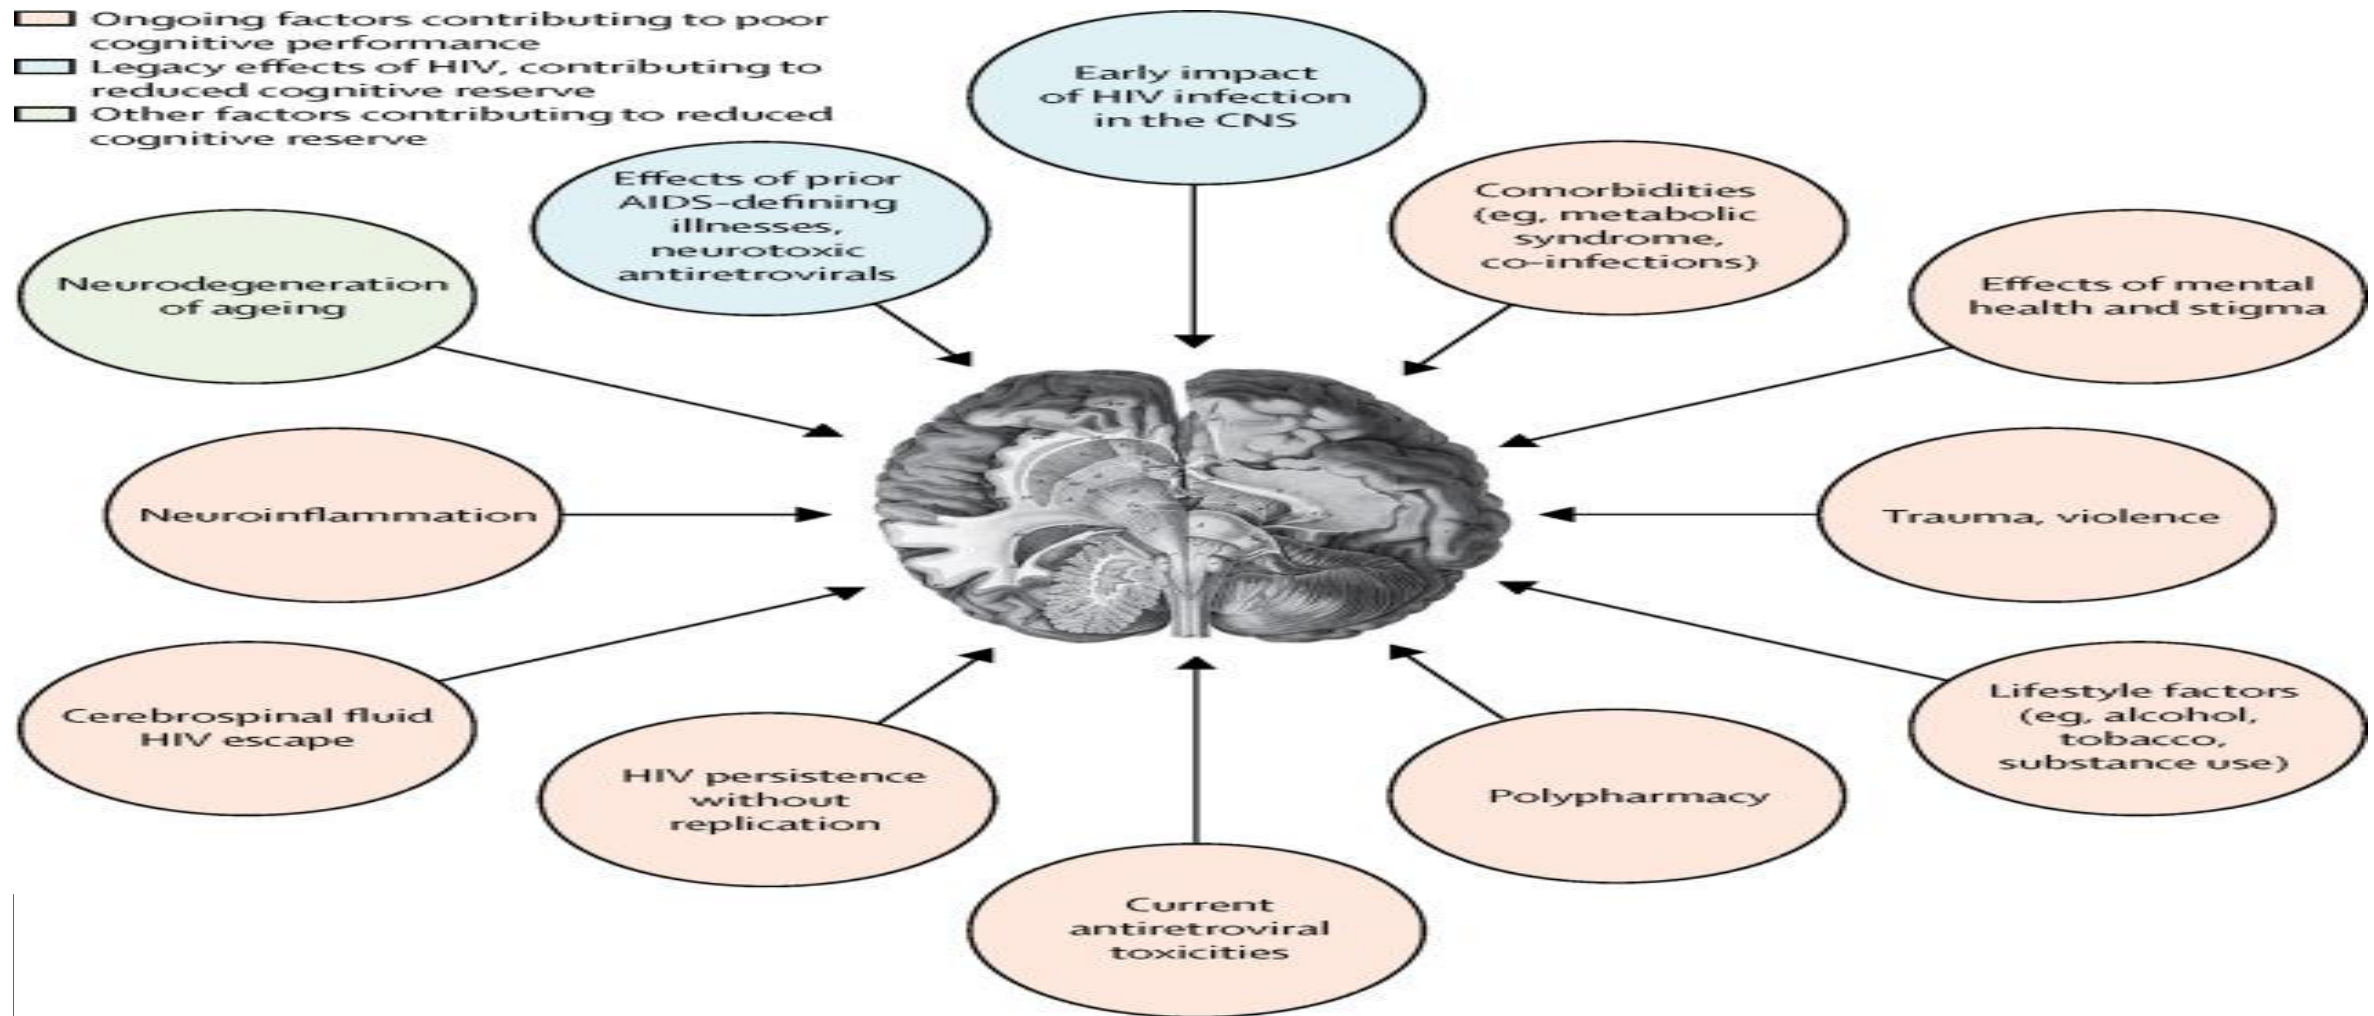 Ongoing factors contributing to poor
cognitive performance
Legacy effects of HIV, contributing to
reduced cognitive reserve
Other factors contributing to reduced
cognitive reserve
Early impact
of HIV infection
in the CNS
Effects of prior
AIDS-defining
illnesses,
neurotoxic
antiretrovirals
Comorbidities
(eg, metabolic
syndrome,
co-infections)
Neurodegeneration
of ageing
Effects of mental
health and stigma
Neuroinflammation
Trauma, violence
Cerebrospinal fluid
HIV escape
Lifestyle factors
(eg, alcohol,
tobacco,
substance use)
HIV persistence
without
replication
Polypharmacy
Current
antiretroviral
toxicities